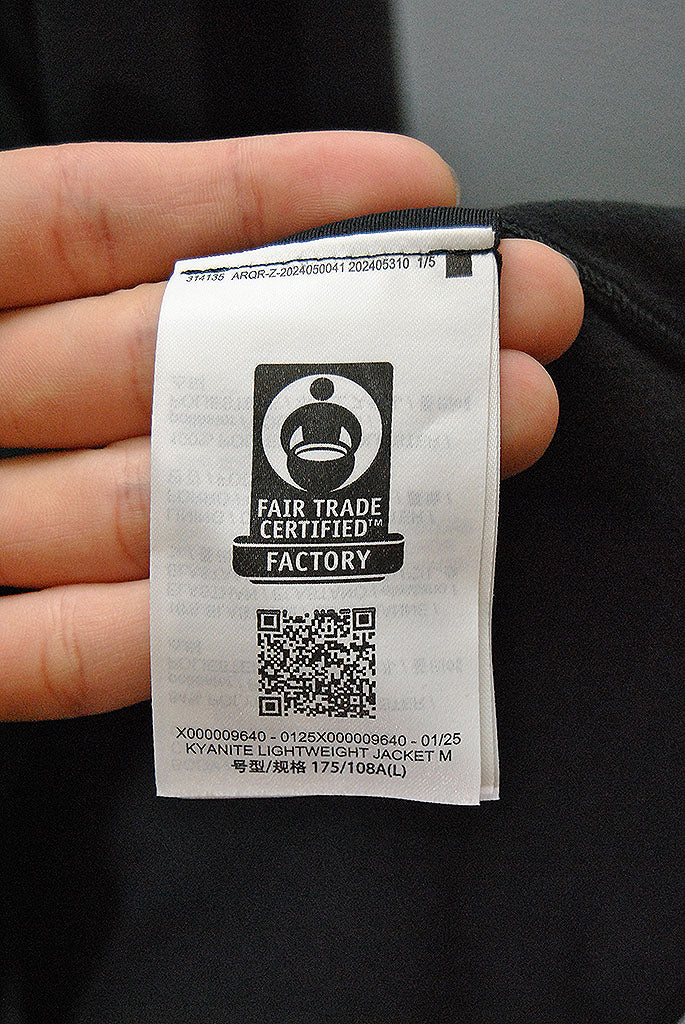 314135 ARQR-Z-2024050041 202405310 1/5
FAIR TRADE
CERTIFIED™
FACTORY
X000009640 - 0125X000009640 - 01/25
KYANITE LIGHTWEIGHT JACKET M
号型/规格 175/108A(L)